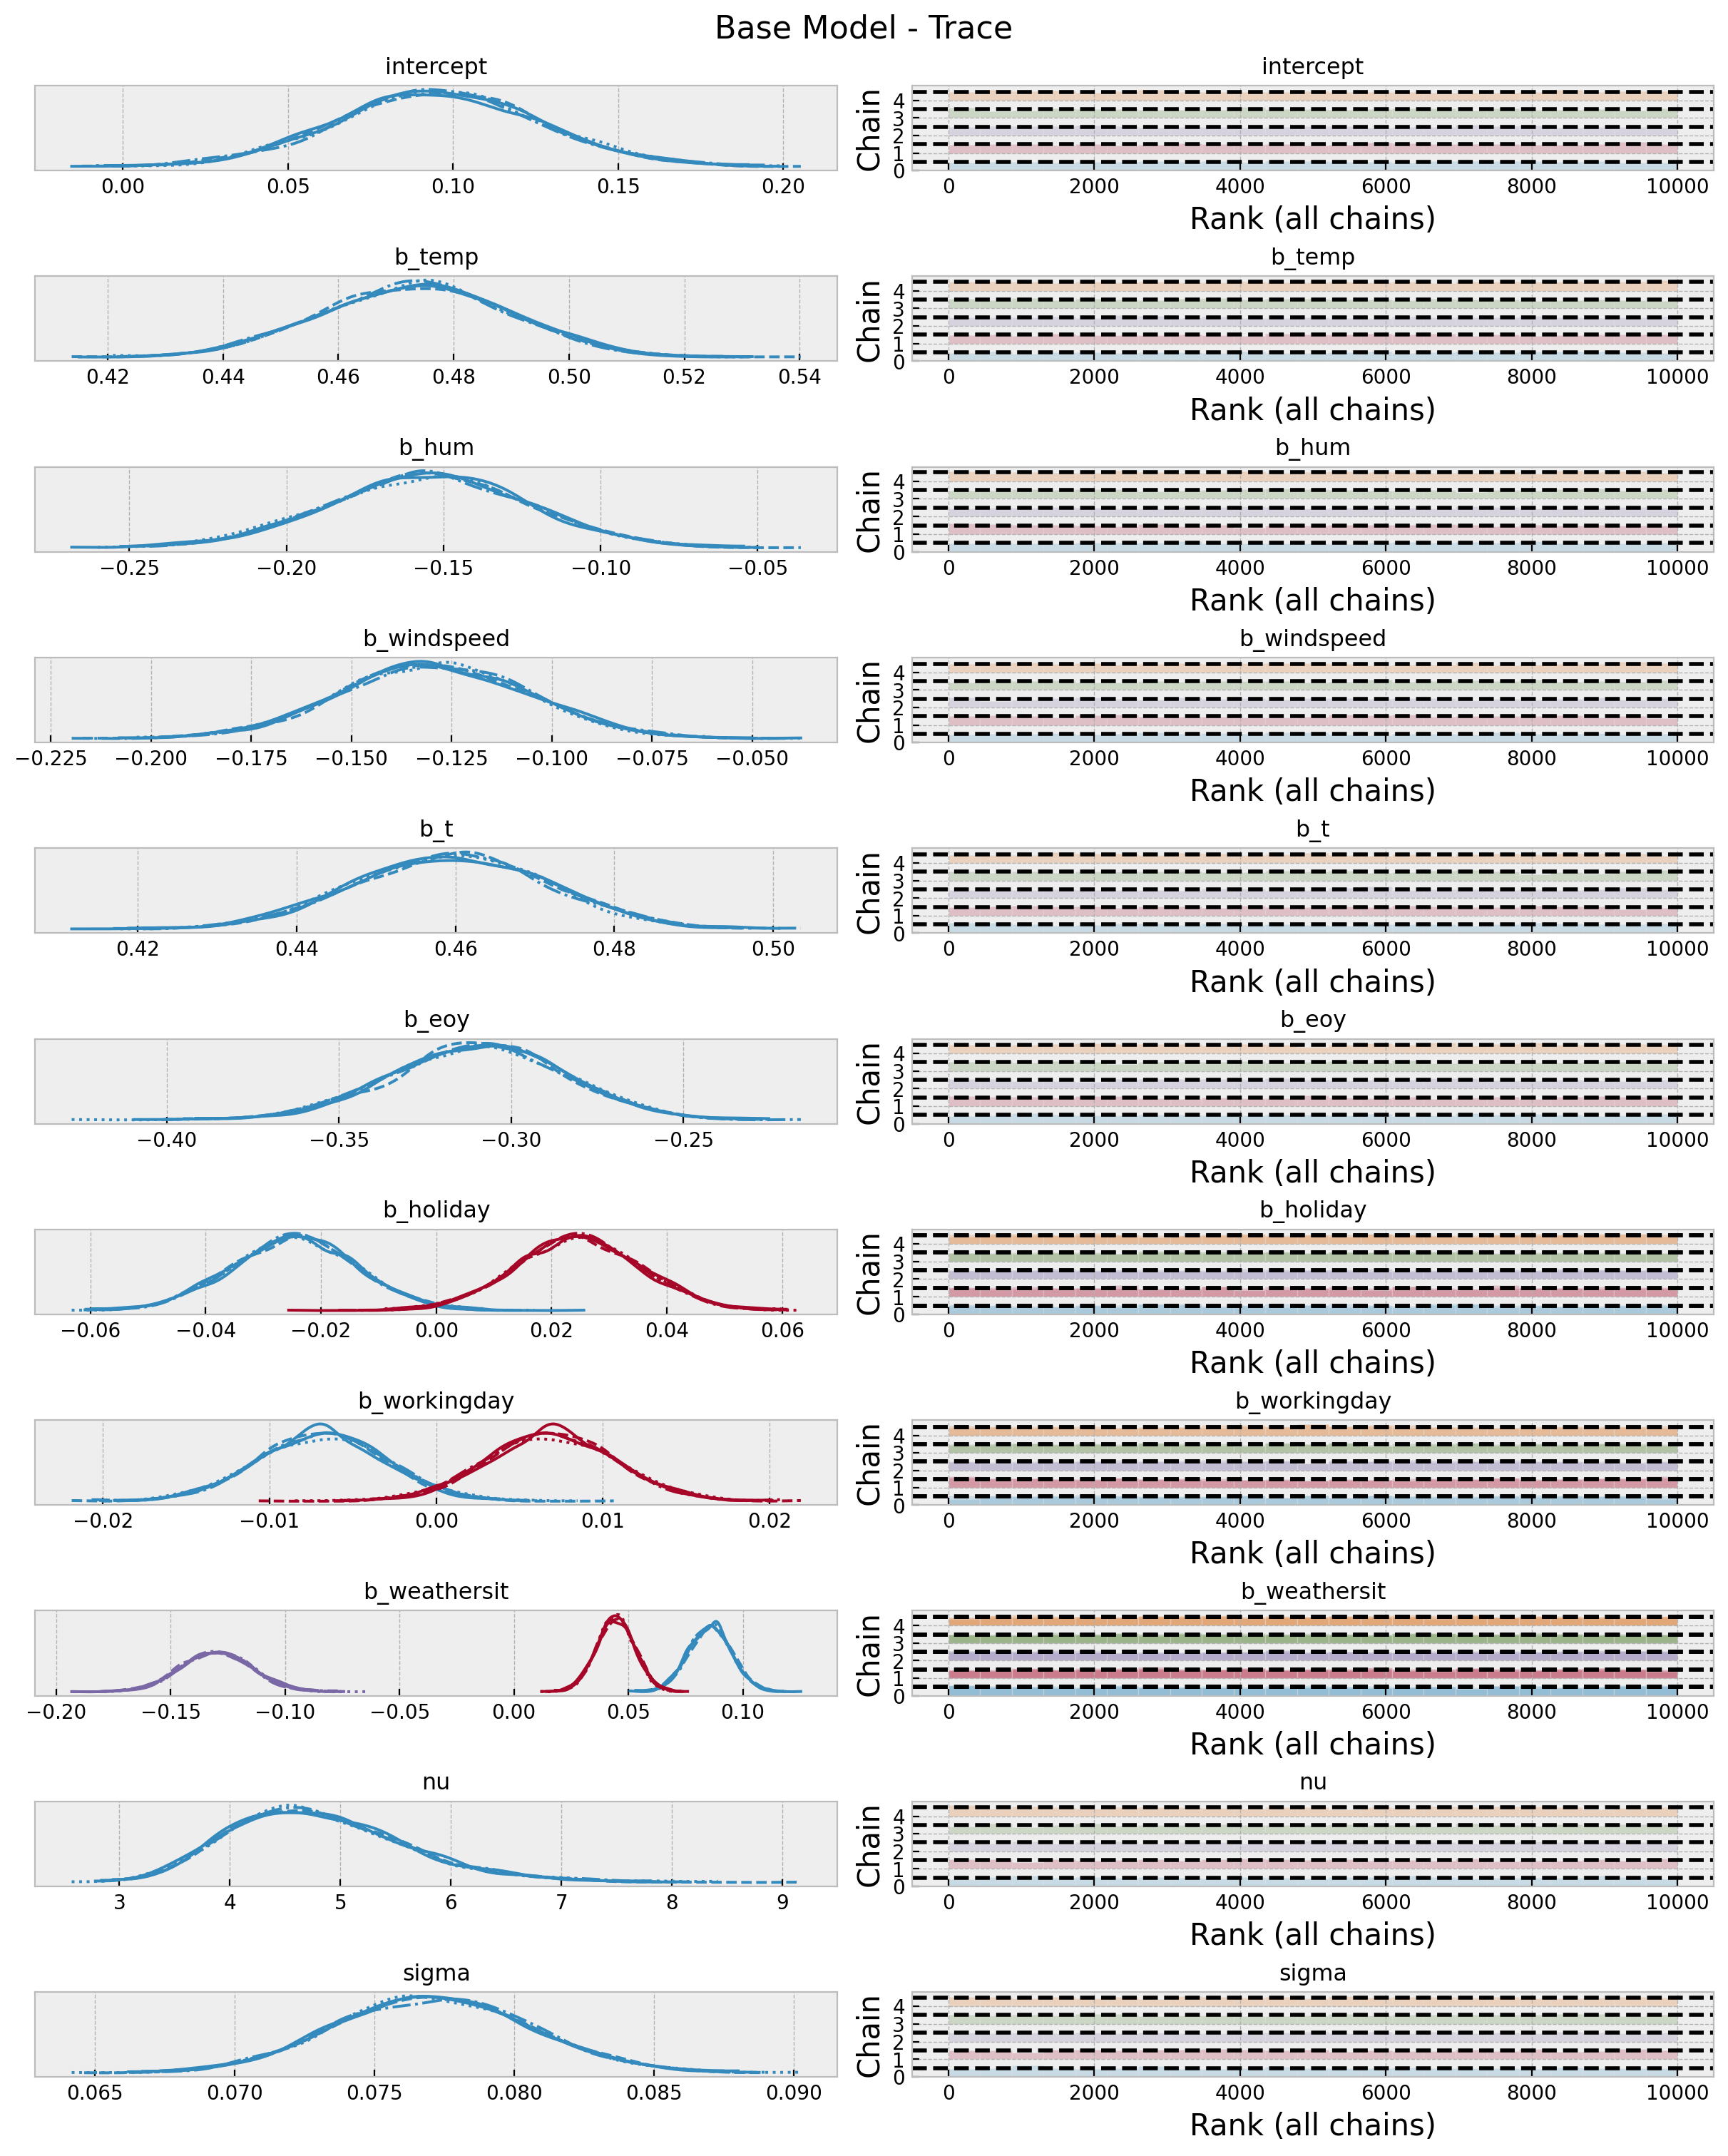 Base Model - Trace
intercept intercept
Chain
4
3
2
1
0
0.00 0.05 0.10 0.15 0.20 0 2000 4000 6000 8000 10000
Rank (all chains)
b_temp b_temp
Chain
4
3
2
1
0
0.42 0.44 0.46 0.48 0.50 0.52 0.54 0 2000 4000 6000 8000 10000
Rank (all chains)
b_hum b_hum
Chain
4
3
2
1
0
−0.25 −0.20 −0.15 −0.10 −0.05 0 2000 4000 6000 8000 10000
Rank (all chains)
b_windspeed b_windspeed
Chain
4
3
2
1
0
−0.225 −0.200 −0.175 −0.150 −0.125 −0.100 −0.075 −0.050 0 2000 4000 6000 8000 10000
Rank (all chains)
b_t b_t
Chain
4
3
2
1
0
0.42 0.44 0.46 0.48 0.50 0 2000 4000 6000 8000 10000
Rank (all chains)
b_eoy b_eoy
Chain
4
3
2
1
0
−0.40 −0.35 −0.30 −0.25 0 2000 4000 6000 8000 10000
Rank (all chains)
b_holiday b_holiday
Chain
4
3
2
1
0
−0.06 −0.04 −0.02 0.00 0.02 0.04 0.06 0 2000 4000 6000 8000 10000
Rank (all chains)
b_workingday b_workingday
Chain
4
3
2
1
0
−0.02 −0.01 0.00 0.01 0.02 0 2000 4000 6000 8000 10000
Rank (all chains)
b_weathersit b_weathersit
Chain
4
3
2
1
0
−0.20 −0.15 −0.10 −0.05 0.00 0.05 0.10 0 2000 4000 6000 8000 10000
Rank (all chains)
nu nu
Chain
4
3
2
1
0
3 4 5 6 7 8 9 0 2000 4000 6000 8000 10000
Rank (all chains)
sigma sigma
Chain
4
3
2
1
0
0.065 0.070 0.075 0.080 0.085 0.090 0 2000 4000 6000 8000 10000
Rank (all chains)